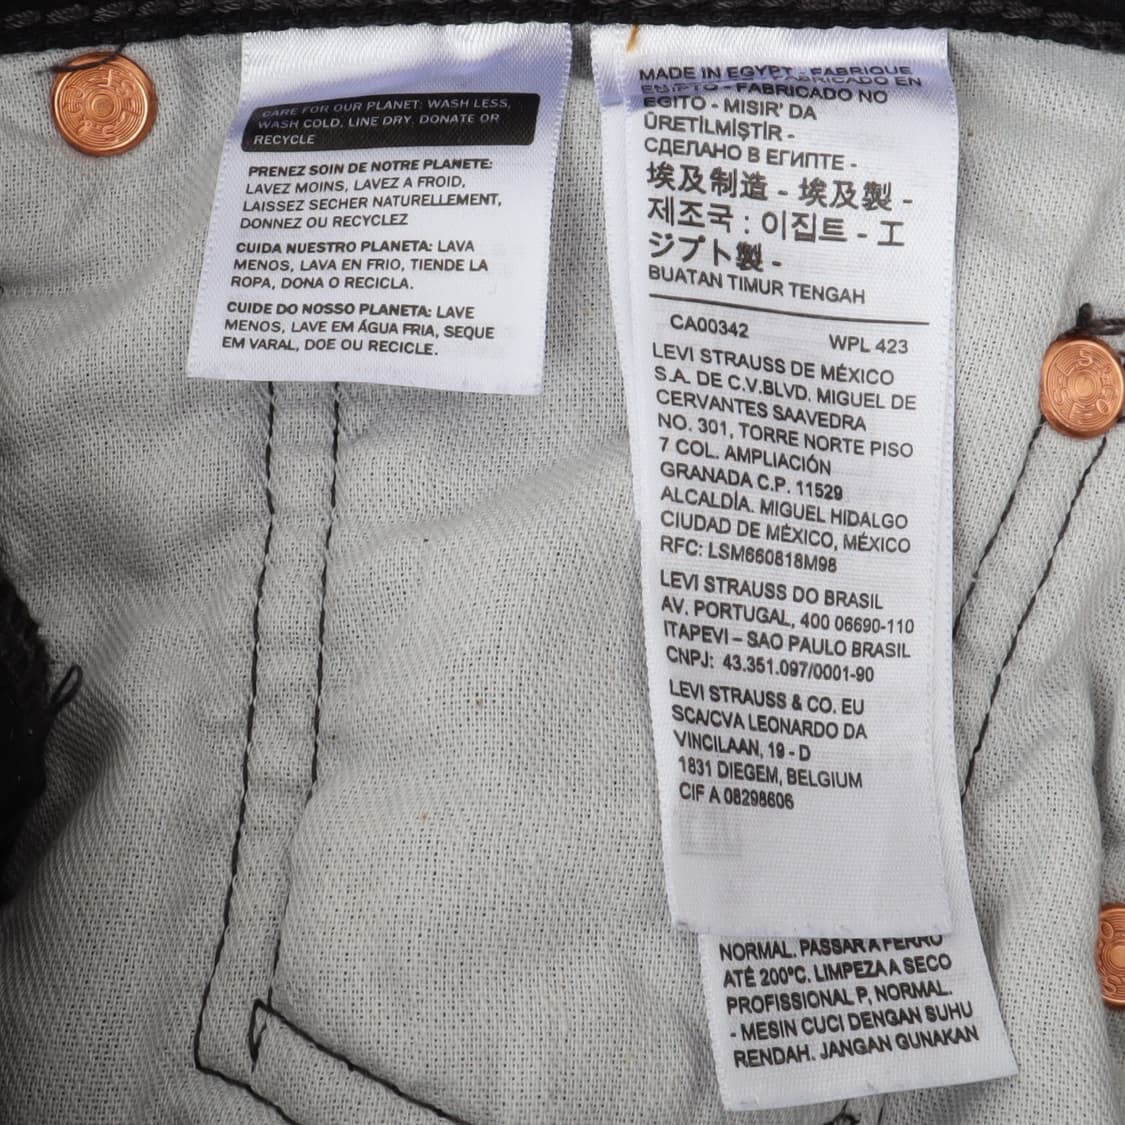 CARE FOR OUR PLANET: WASH LESS,
WASH COLD, LINE DRY, DONATE OR
RECYCLE
PRENEZ SOIN DE NOTRE PLANETE:
LAVEZ MOINS, LAVEZ A FROID,
LAISSEZ SECHER NATURELLEMENT,
DONNEZ OU RECYCLEZ
CUIDA NUESTRO PLANETA: LAVA
MENOS, LAVA EN FRIO, TIENDE LA
ROPA, DONA O RECICLA.
CUIDE DO NOSSO PLANETA: LAVE
MENOS, LAVE EM ÁGUA FRIA, SEQUE
EM VARAL, DOE OU RECICLE.
MADE IN EGYPT - FABRIQUE
EN EGIPTO - FABRICADO NO
EGITO - MISIR' DA
ÜRETİLMİŞTİR -
СДЕЛАНО В ЕГИПТЕ -
埃及制造 - 埃及製 -
제조국 : 이집트 - エ
ジプト製 -
BUATAN TIMUR TENGAH
CA00342 WPL 423
LEVI STRAUSS DE MÉXICO
S.A. DE C.V.BLVD. MIGUEL DE
CERVANTES SAAVEDRA
NO. 301, TORRE NORTE PISO
7 COL. AMPLIACIÓN
GRANADA C.P. 11529
ALCALDÍA. MIGUEL HIDALGO
CIUDAD DE MÉXICO, MÉXICO
RFC: LSM660818M98
LEVI STRAUSS DO BRASIL
AV. PORTUGAL, 400 06690-110
ITAPEVI – SAO PAULO BRASIL
CNPJ: 43.351.097/0001-90
LEVI STRAUSS & CO. EU
SCA/CVA LEONARDO DA
VINCILAAN, 19 - D
1831 DIEGEM, BELGIUM
CIF A 08298606
NORMAL. PASSAR A FERRO
ATÉ 200°C. LIMPEZA A SECO
PROFISSIONAL P, NORMAL.
- MESIN CUCI DENGAN SUHU
RENDAH. JANGAN GUNAKAN